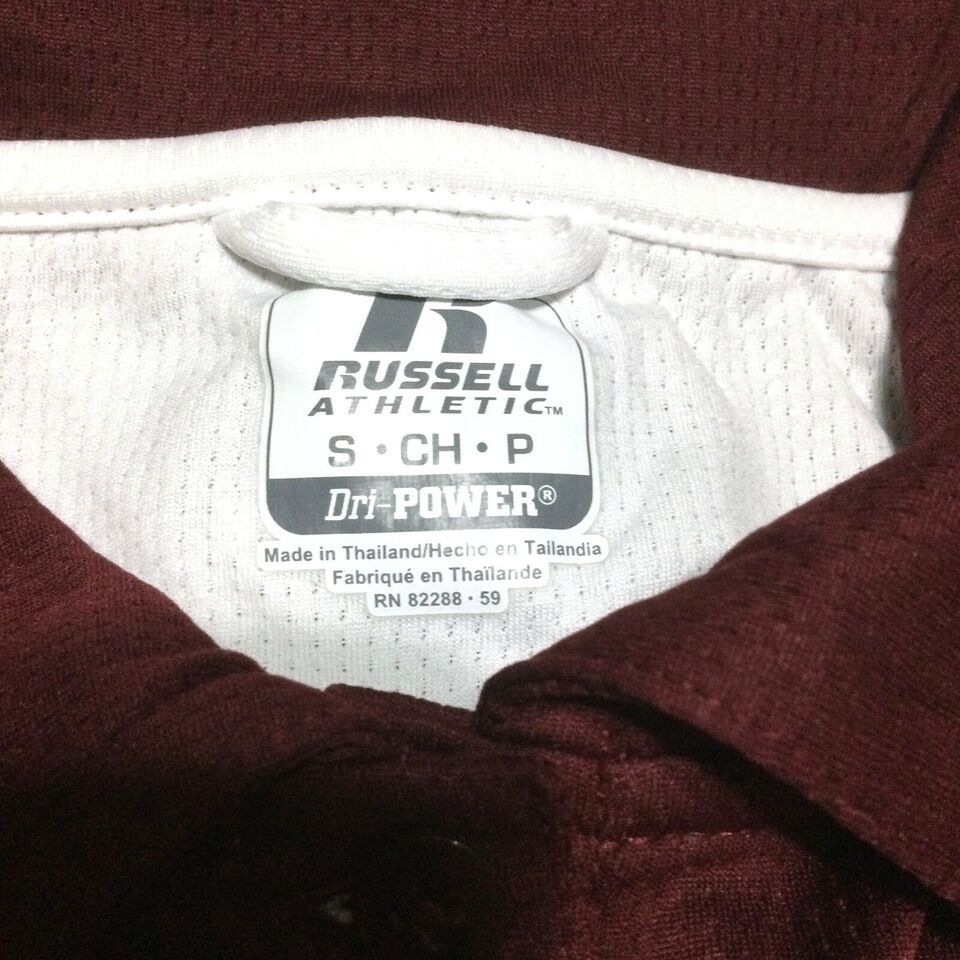 RUSSELL
ATHLETIC™
S • CH • P
Dri-POWER®
Made in Thailand/Hecho en Tailandia
Fabriqué en Thaïlande
RN 82288 • 59